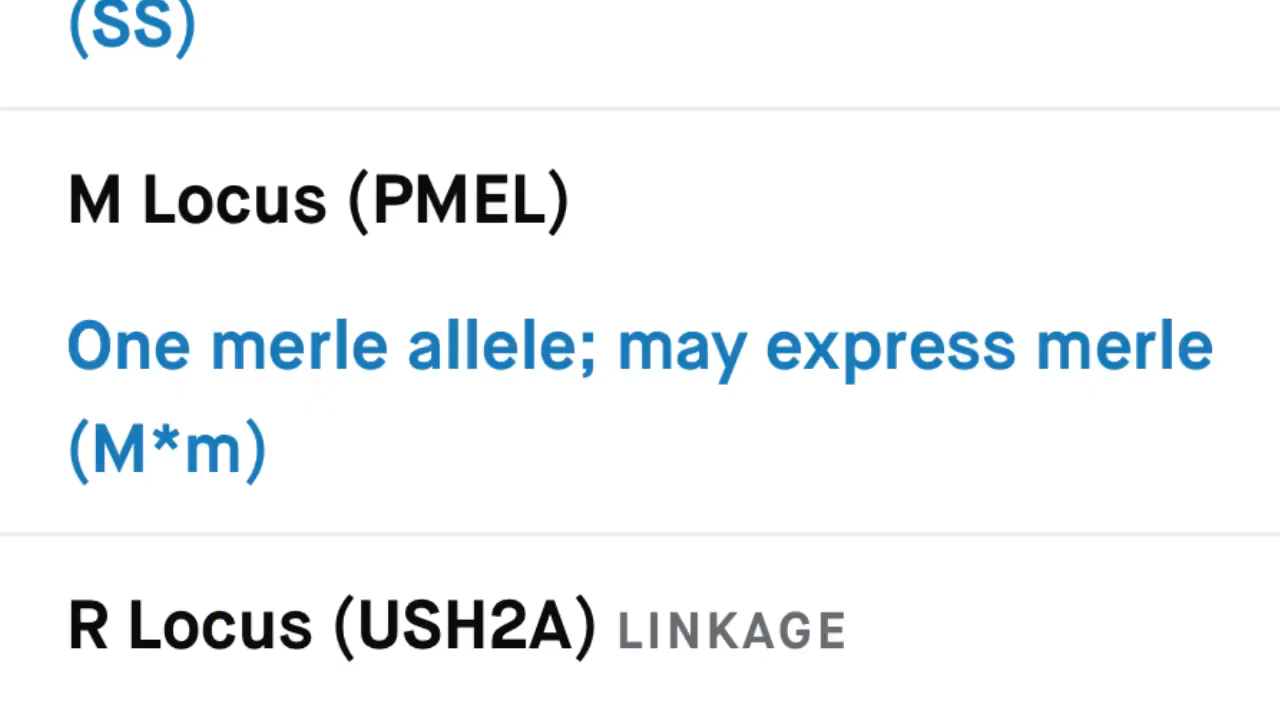 (SS)
M Locus (PMEL)
One merle allele; may express merle
(M*m)
R Locus (USH2A) LINKAGE